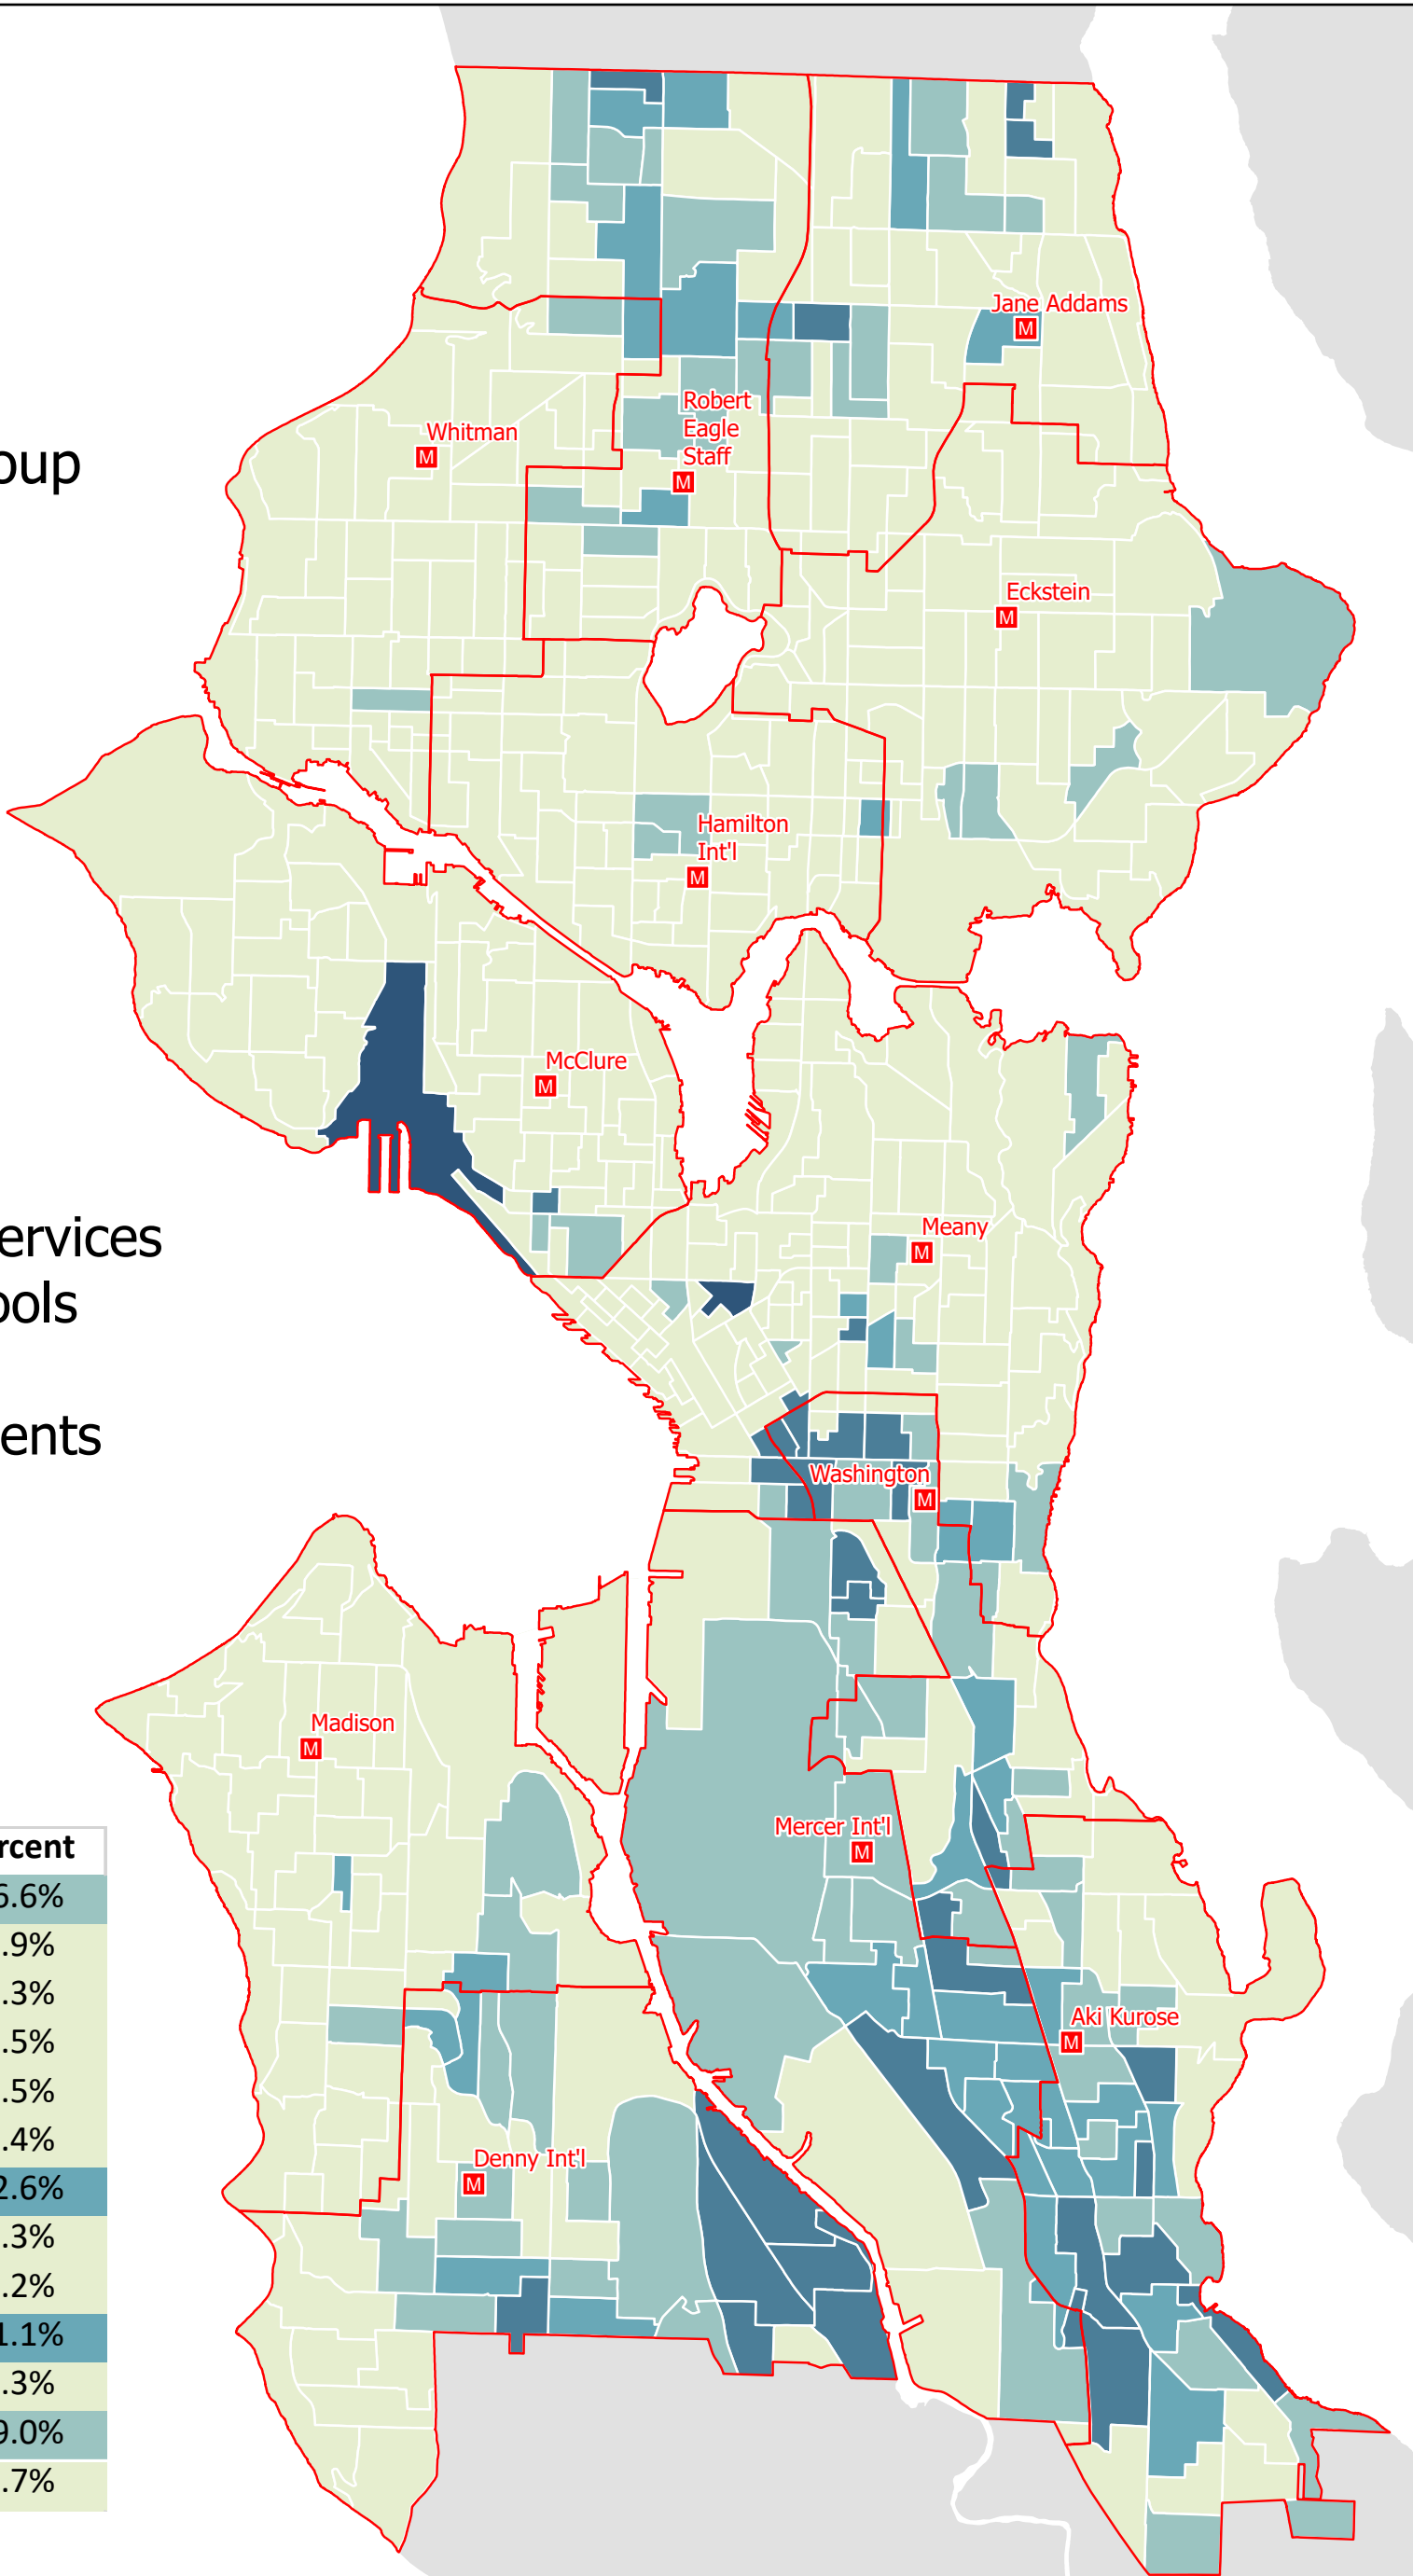 oup
ervices
ools
ents
rcent
6.6%
.9%
.3%
.5%
.5%
.4%
2.6%
.3%
.2%
1.1%
.3%
9.0%
.7%
Jane Addams
M
Robert
Eagle
Staff
M
Whitman
M
Eckstein
M
Hamilton
Int'l
M
McClure
M
Meany
M
Washington
M
Madison
M
Mercer Int'l
M
Aki Kurose
M
Denny Int'l
M